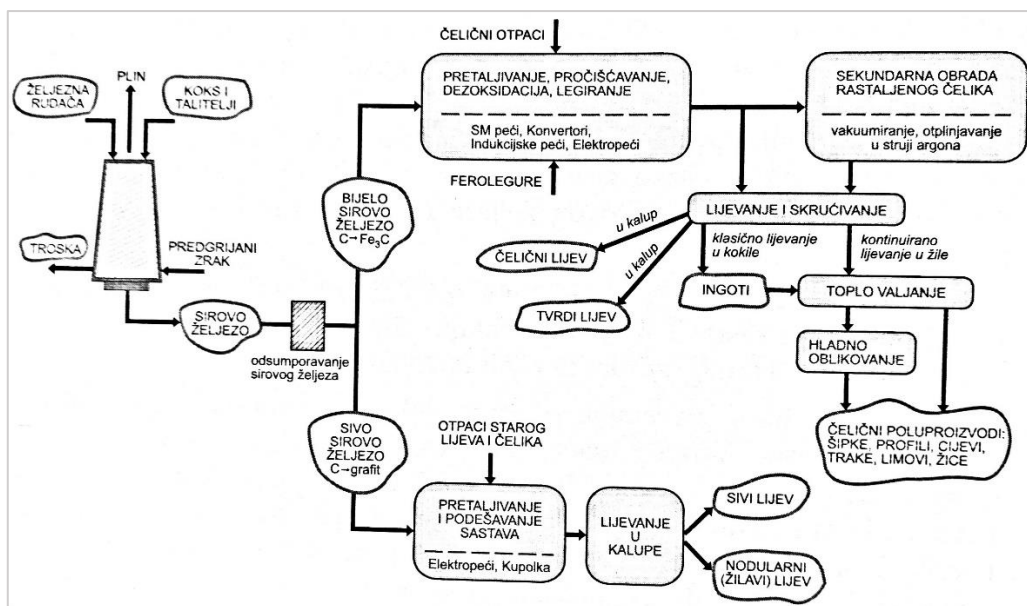 ČELIČNI OTPACI
PLIN
ŽELJEZNA
RUDAČA
KOKS I
TALITELJI
PRETALJIVANJE, PROČIŠĆAVANJE,
DEZOKSIDACIJA, LEGIRANJE
SM peći, Konvertori,
Indukcijske peći, Elektropeći
SEKUNDARNA OBRADA
RASTALJENOG ČELIKA
vakuumiranje, otplinjavanje
u struji argona
FEROLEGURE
BIJELO
SIROVO
ŽELJEZO
C→Fe₃C
LIJEVANJE I SKRUĆIVANJE
TROSKA
PREDGRIJANI
ZRAK
u kalup
u kalup
klasično lijevanje
u kokile
kontinuirano
lijevanje u žile
ČELIČNI LIJEV
TVRDI LIJEV
INGOTI
TOPLO VALJANJE
SIROVO
ŽELJEZO
odsumporavanje
sirovog željeza
HLADNO
OBLIKOVANJE
SIVO
SIROVO
ŽELJEZO
C→grafit
OTPACI STAROG
LIJEVA I ČELIKA
ČELIČNI POLUPROIZVODI:
ŠIPKE, PROFILI, CIJEVI,
TRAKE, LIMOVI, ŽICE
PRETALJIVANJE
I PODEŠAVANJE
SASTAVA
Elektropeći, Kupolka
LIJEVANJE
U
KALUPE
SIVI LIJEV
NODULARNI
(ŽILAVI) LIJEV